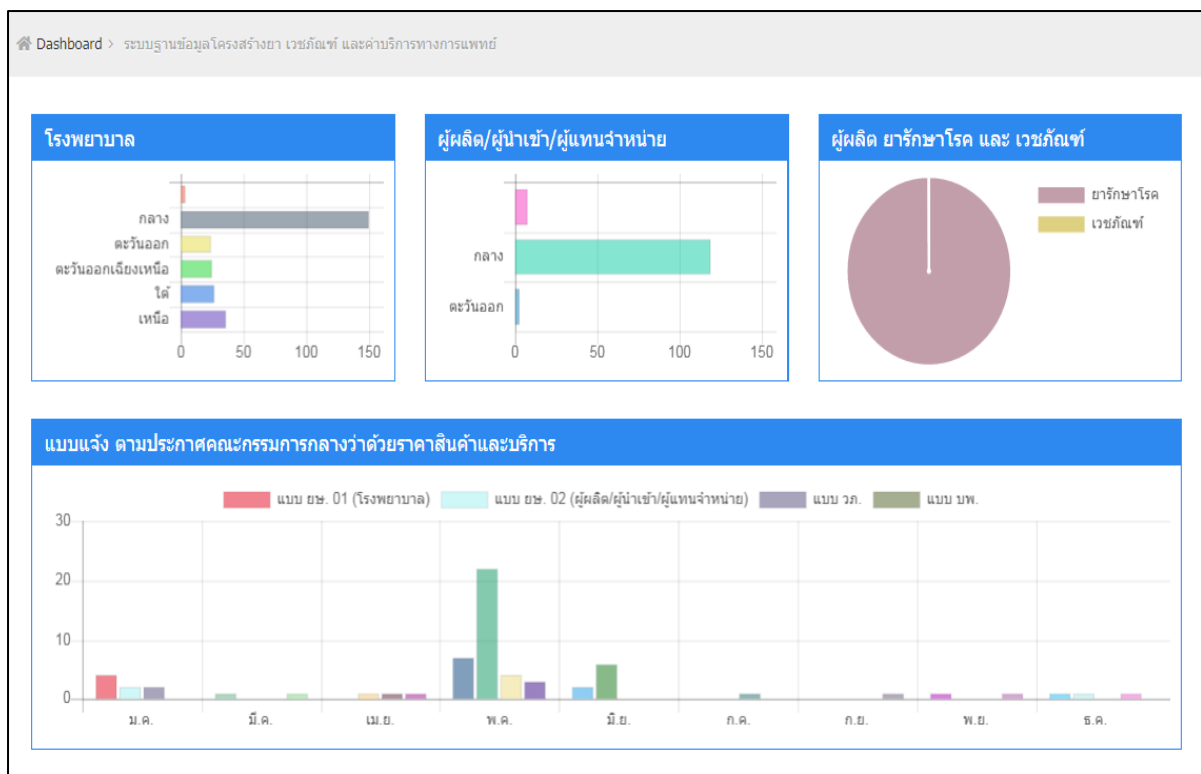 Dashboard > ระบบฐานข้อมูลโครงสร้างยา เวชภัณฑ์ และค่าบริการทางการแพทย์
โรงพยาบาล
กลาง
ตะวันออก
ตะวันออกเฉียงเหนือ
ใต้
เหนือ
0 50 100 150
ผู้ผลิต/ผู้นำเข้า/ผู้แทนจำหน่าย
กลาง
ตะวันออก
0 50 100 150
ผู้ผลิต ยารักษาโรค และ เวชภัณฑ์
ยารักษาโรค
เวชภัณฑ์
แบบแจ้ง ตามประกาศคณะกรรมการกลางว่าด้วยราคาสินค้าและบริการ
แบบ ยษ. 01 (โรงพยาบาล) แบบ ยษ. 02 (ผู้ผลิต/ผู้นำเข้า/ผู้แทนจำหน่าย) แบบ วภ. แบบ บพ.
30
20
10
0
ม.ค. มี.ค. เม.ย. พ.ค. มิ.ย. ก.ค. ก.ย. พ.ย. ธ.ค.